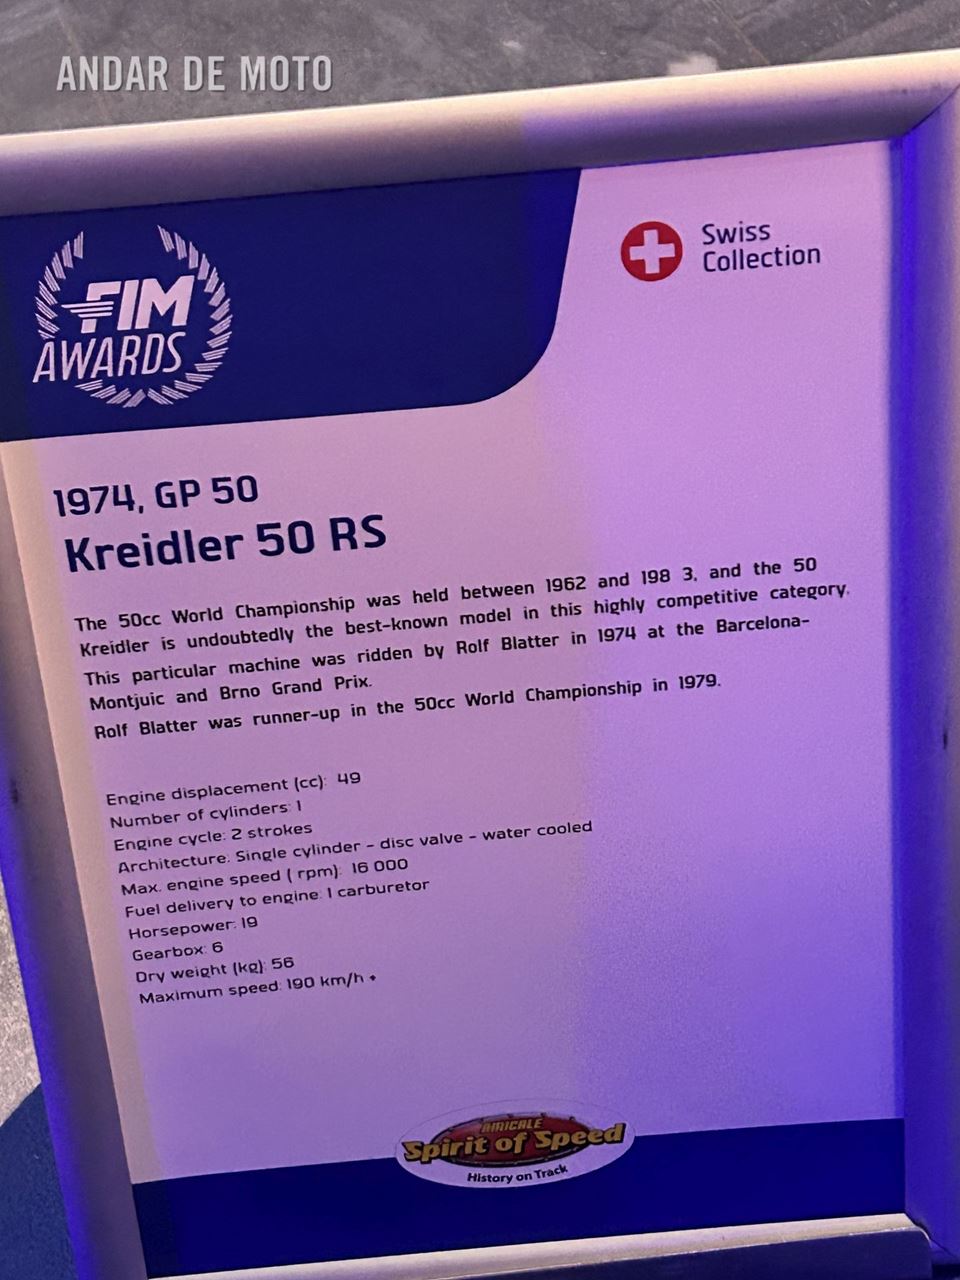 ANDAR DE MOTO
FIM
AWARDS
Swiss
Collection
1974, GP 50
Kreidler 50 RS
The 50cc World Championship was held between 1962 and 198 3, and the 50
Kreidler is undoubtedly the best-known model in this highly competitive category.
This particular machine was ridden by Rolf Blatter in 1974 at the Barcelona-
Montjuic and Brno Grand Prix.
Rolf Blatter was runner-up in the 50cc World Championship in 1979.
Engine displacement (cc): 49
Number of cylinders: 1
Engine cycle: 2 strokes
Architecture: Single cylinder - disc valve - water cooled
Max. engine speed ( rpm): 16 000
Fuel delivery to engine: 1 carburetor
Horsepower: 19
Gearbox: 6
Dry weight (kg): 56
Maximum speed: 190 km/h +
AMICALE
Spirit of Speed
History on Track